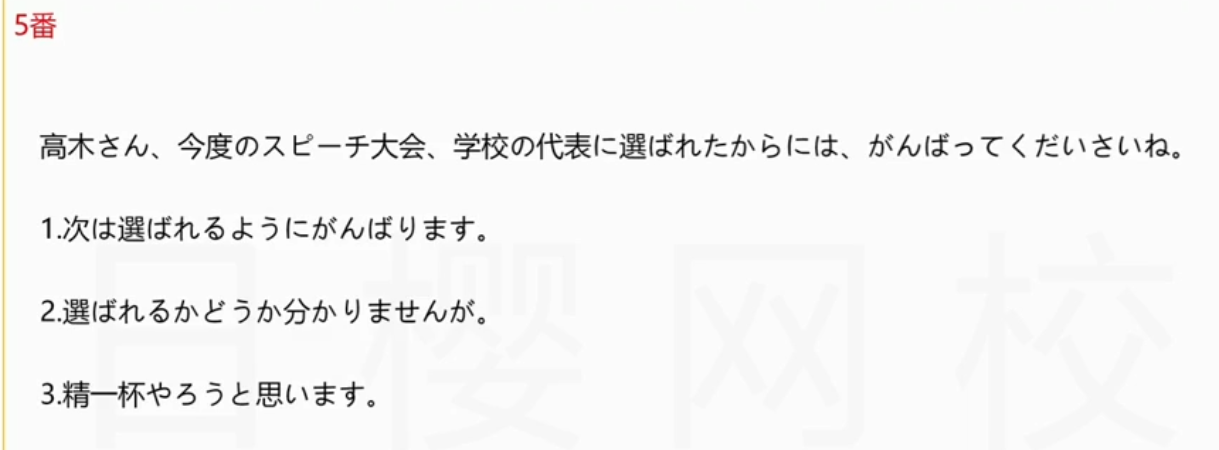 5番
高木さん、今度のスピーチ大会、学校の代表に選ばれたからには、がんばってくだいさいね。
1.次は選ばれるようにがんばります。
2.選ばれるかどうか分かりませんが。
3.精一杯やろうと思います。
日樱网校